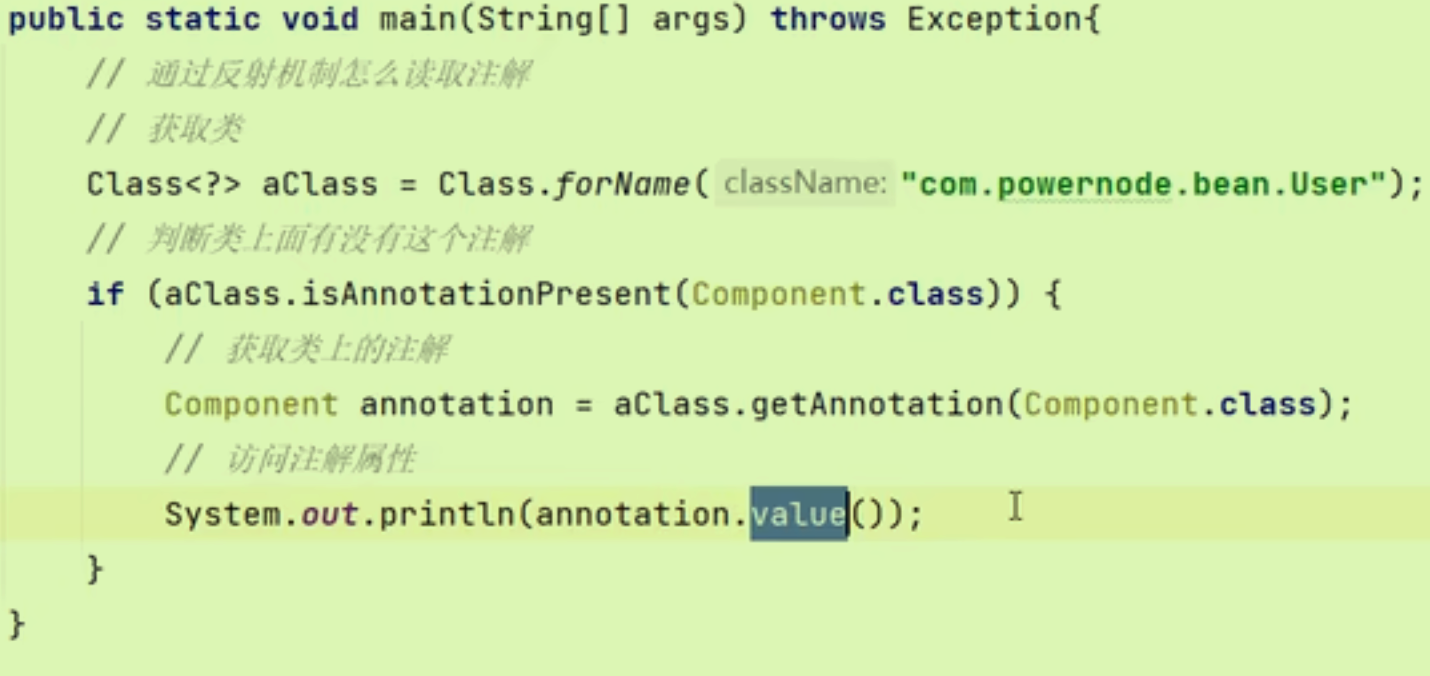 public static void main(String[] args) throws Exception{
// 通过反射机制怎么读取注解
// 获取类
Class<?> aClass = Class.forName( className: "com.powernode.bean.User");
// 判断类上面有没有这个注解
if (aClass.isAnnotationPresent(Component.class)) {
// 获取类上的注解
Component annotation = aClass.getAnnotation(Component.class);
// 访问注解属性
System.out.println(annotation.value());
}
}